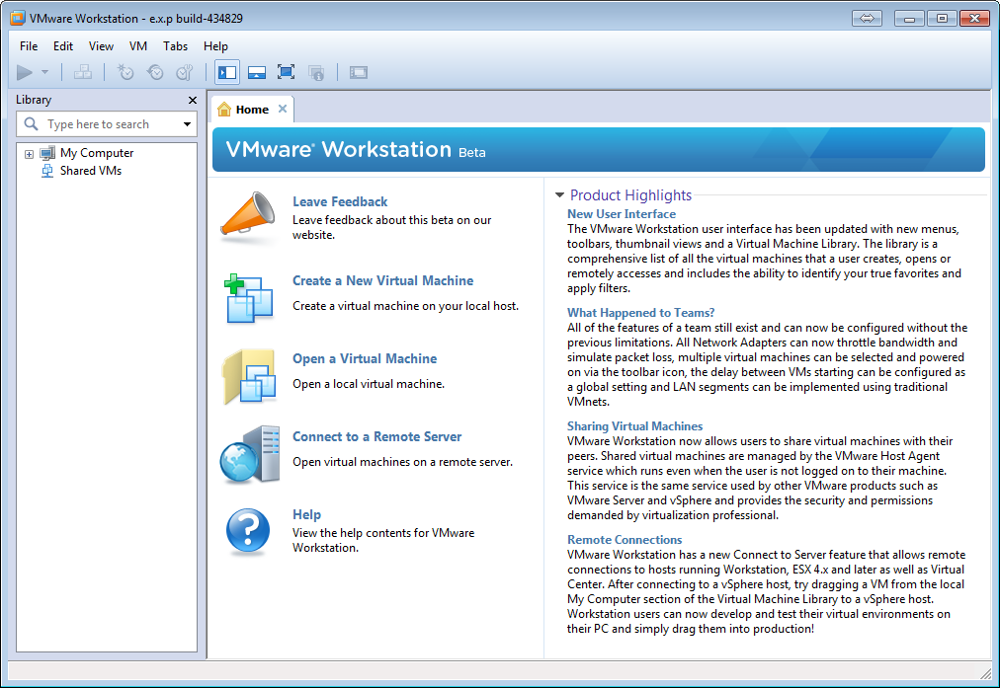 VMware Workstation - e.x.p build-434829
File Edit View VM Tabs Help
Library
Type here to search
My Computer
Shared VMs
Home
VMware® Workstation Beta
Leave Feedback
Leave feedback about this beta on our
website.
Create a New Virtual Machine
Create a virtual machine on your local host.
Open a Virtual Machine
Open a local virtual machine.
Connect to a Remote Server
Open virtual machines on a remote server.
Help
View the help contents for VMware
Workstation.
Product Highlights
New User Interface
The VMware Workstation user interface has been updated with new menus,
toolbars, thumbnail views and a Virtual Machine Library. The library is a
comprehensive list of all the virtual machines that a user creates, opens or
remotely accesses and includes the ability to identify your true favorites and
apply filters.
What Happened to Teams?
All of the features of a team still exist and can now be configured without the
previous limitations. All Network Adapters can now throttle bandwidth and
simulate packet loss, multiple virtual machines can be selected and powered
on via the toolbar icon, the delay between VMs starting can be configured as
a global setting and LAN segments can be implemented using traditional
VMnets.
Sharing Virtual Machines
VMware Workstation now allows users to share virtual machines with their
peers. Shared virtual machines are managed by the VMware Host Agent
service which runs even when the user is not logged on to their machine.
This service is the same service used by other VMware products such as
VMware Server and vSphere and provides the security and permissions
demanded by virtualization professional.
Remote Connections
VMware Workstation has a new Connect to Server feature that allows remote
connections to hosts running Workstation, ESX 4.x and later as well as Virtual
Center. After connecting to a vSphere host, try dragging a VM from the local
My Computer section of the Virtual Machine Library to a vSphere host.
Workstation users can now develop and test their virtual environments on
their PC and simply drag them into production!